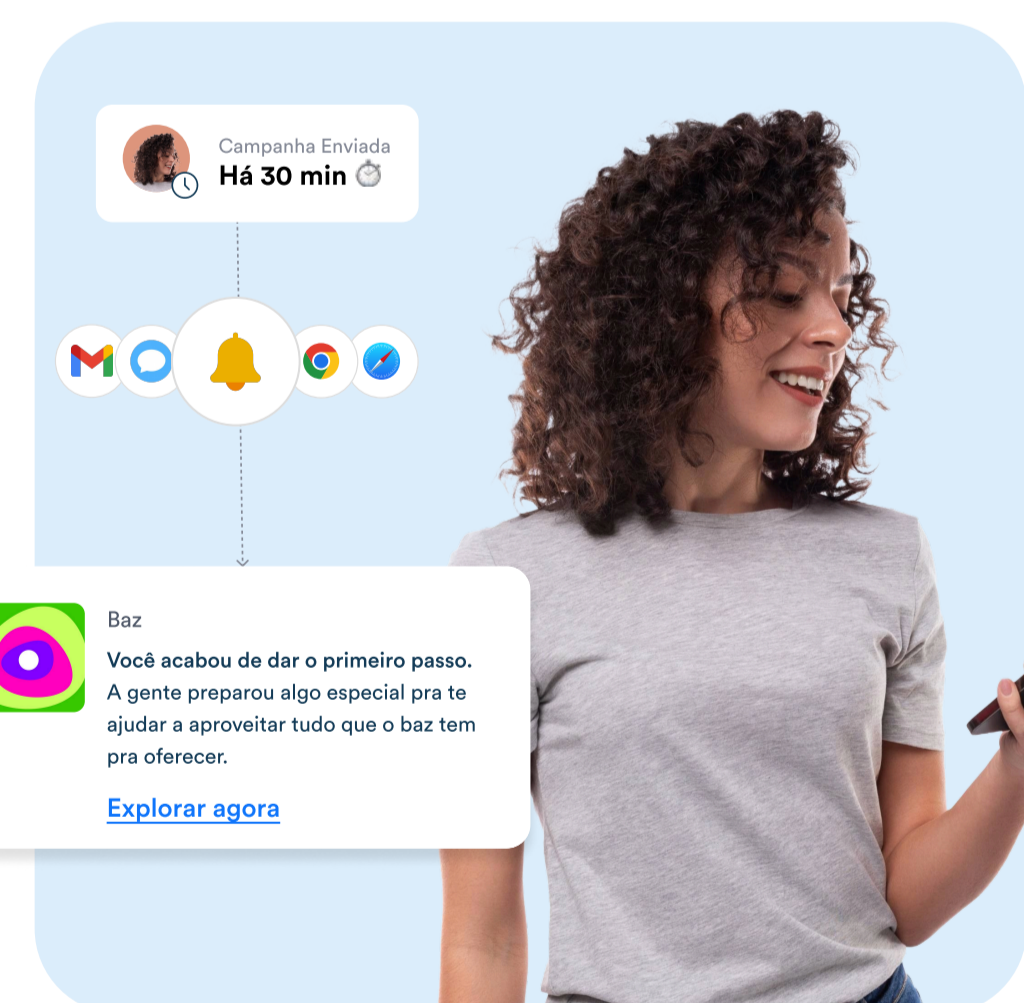 Campanha Enviada
Há 30 min
Baz
Você acabou de dar o primeiro passo.
A gente preparou algo especial pra te
ajudar a aproveitar tudo que o baz tem
pra oferecer.
Explorar agora